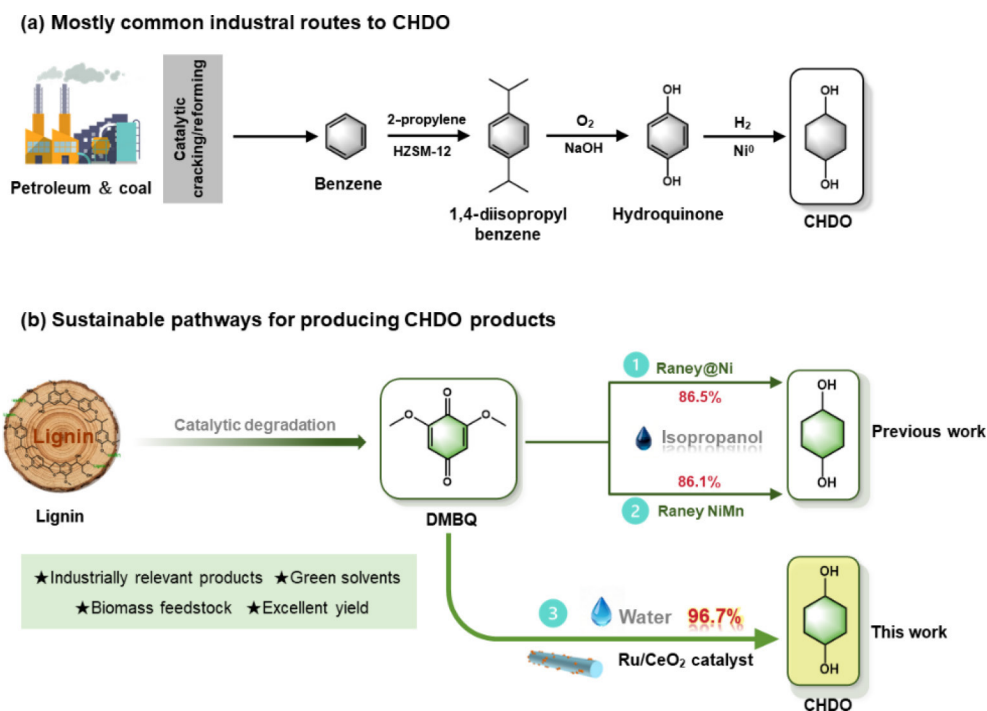 (a) Mostly common industral routes to CHDO
Petroleum & coal
Catalytic
cracking/reforming
Benzene
2-propylene
HZSM-12
1,4-diisopropyl
benzene
O₂
NaOH
OH
OH
Hydroquinone
H₂
Ni⁰
OH
OH
CHDO
(b) Sustainable pathways for producing CHDO products
Lignin
Lignin
Catalytic degradation
O
O
O
O
DMBQ
1 Raney@Ni
86.5%
Isopropanol
86.1%
2 Raney NiMn
OH
OH
Previous work
★Industrially relevant products ★Green solvents
★Biomass feedstock ★Excellent yield
3 Water 96.7%
Ru/CeO₂ catalyst
OH
OH
CHDO
This work